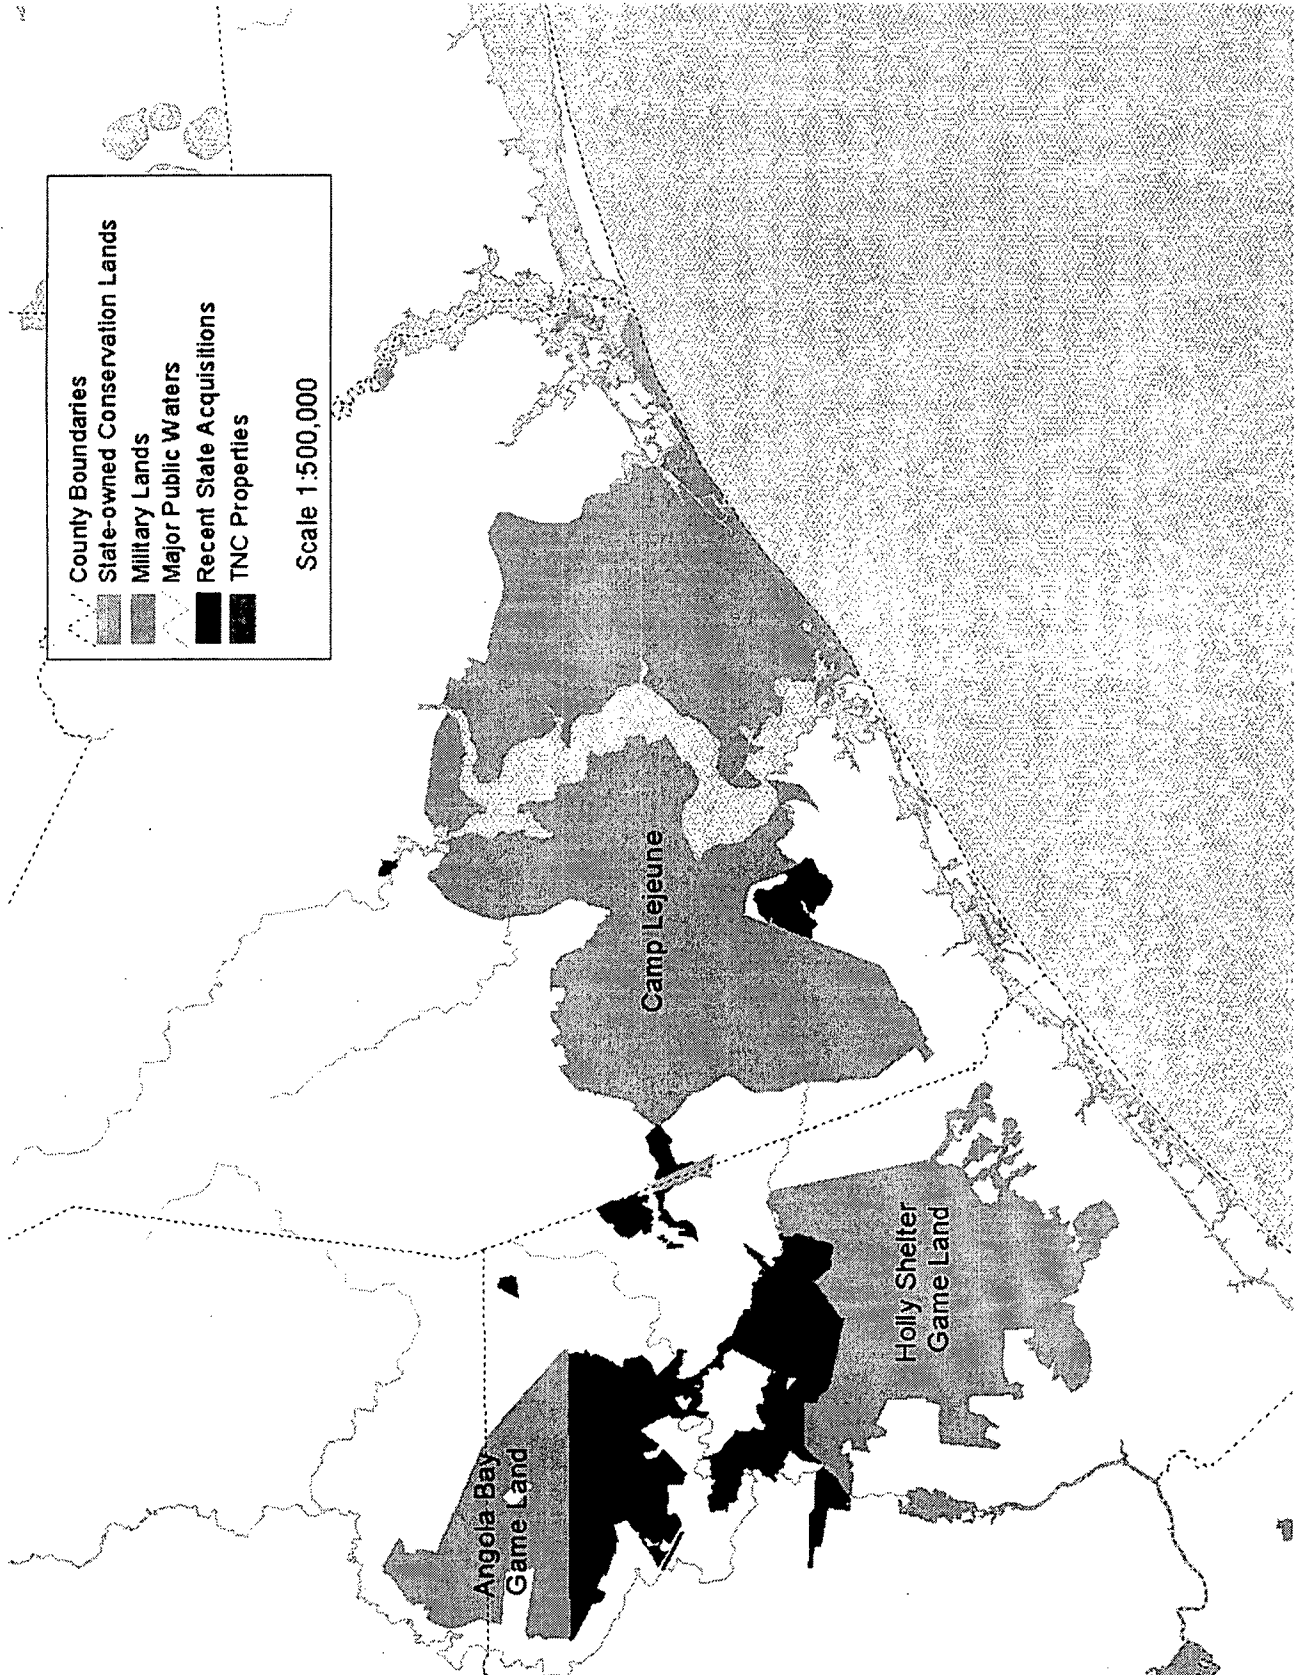 County Boundaries
State-owned Conservation Lands
Military Lands
Major Public Waters
Recent State Acquisitions
TNC Properties
Scale 1:500,000
Camp Lejeune
Holly Shelter
Game Land
Angola Bay
Game Land